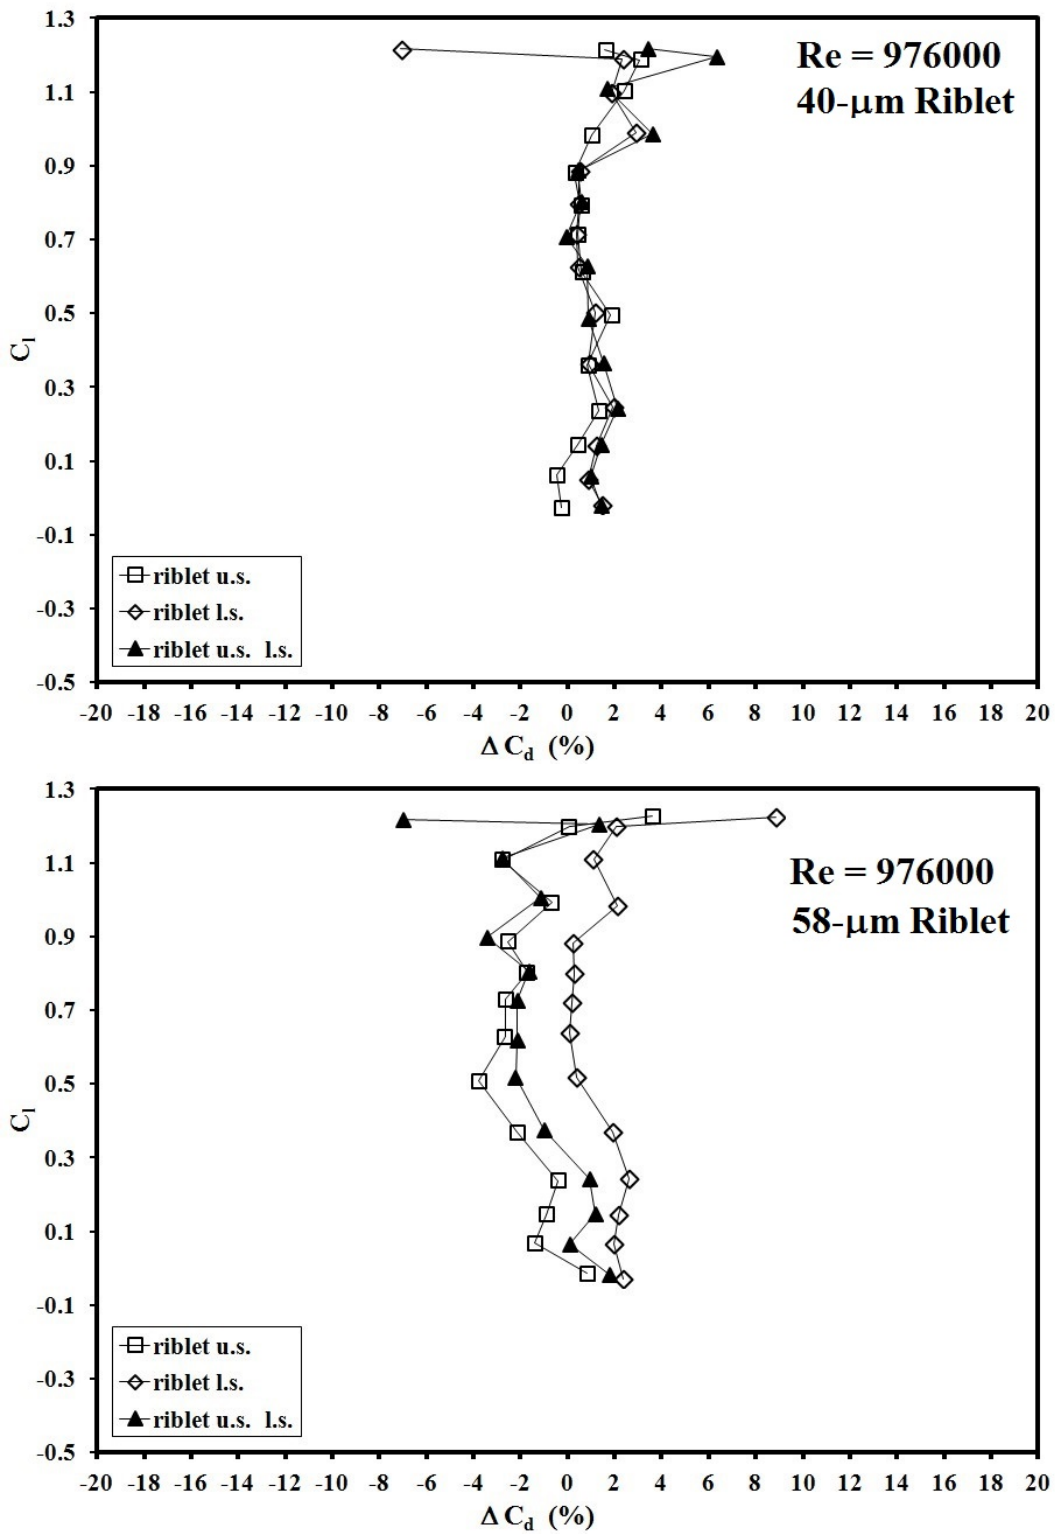 1.3
1.1
0.9
0.7
0.5
0.3
0.1
-0.1
-0.3
-0.5
Cl
Re = 976000
40-μm Riblet
riblet u.s.
riblet l.s.
riblet u.s. l.s.
-20 -18 -16 -14 -12 -10 -8 -6 -4 -2 0 2 4 6 8 10 12 14 16 18 20
Δ Cd (%)
1.3
1.1
0.9
0.7
0.5
0.3
0.1
-0.1
-0.3
-0.5
Cl
Re = 976000
58-μm Riblet
riblet u.s.
riblet l.s.
riblet u.s. l.s.
-20 -18 -16 -14 -12 -10 -8 -6 -4 -2 0 2 4 6 8 10 12 14 16 18 20
Δ Cd (%)